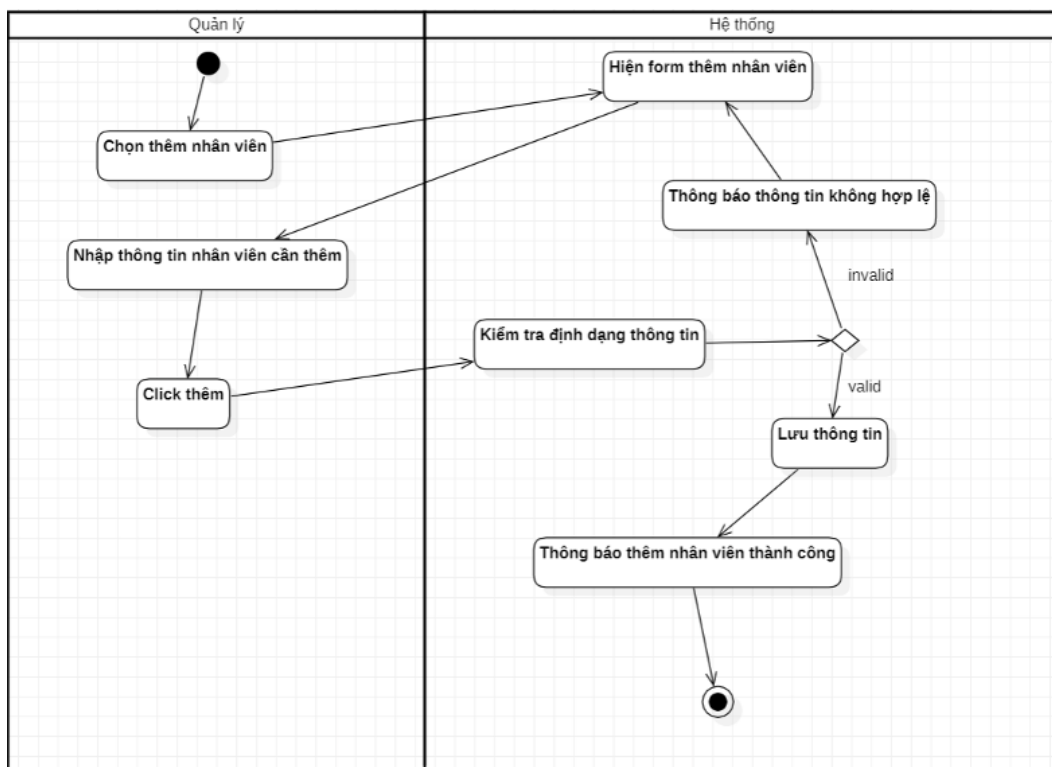 Quản lý
Hệ thống
Hiện form thêm nhân viên
Chọn thêm nhân viên
Thông báo thông tin không hợp lệ
Nhập thông tin nhân viên cần thêm
invalid
Kiểm tra định dạng thông tin
Click thêm
valid
Lưu thông tin
Thông báo thêm nhân viên thành công